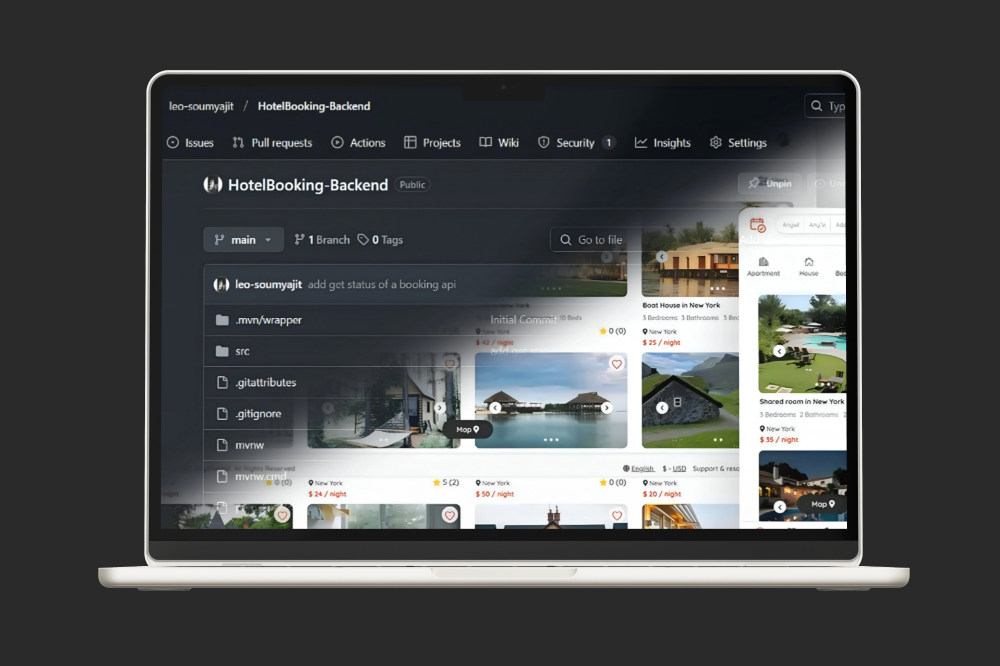 leo-soumyajit / HotelBooking-Backend
Issues Pull requests Actions Projects Wiki Security 1 Insights Settings
HotelBooking-Backend Public
Unpin
main 1 Branch 0 Tags
Go to file
leo-soumyajit add get status of a booking api
.mvn/wrapper
Initial Commit
src
.gitattributes
.gitignore
mvnw
mvnw.cmd
Beds
New York
0 (0)
/ night
Boat House in New York
3 Bedrooms 3 Bathrooms
New York
$ 25 / night
Map
Rights Reserved
English $ - USD Support &
0 (0)
New York
5 (2)
$ 24 / night
New York
0 (0)
$ 50 / night
New York
$ 20 / night
Apartment House
Shared room in New York
3 Bedrooms 2 Bathrooms
New York
$ 35 / night
Map